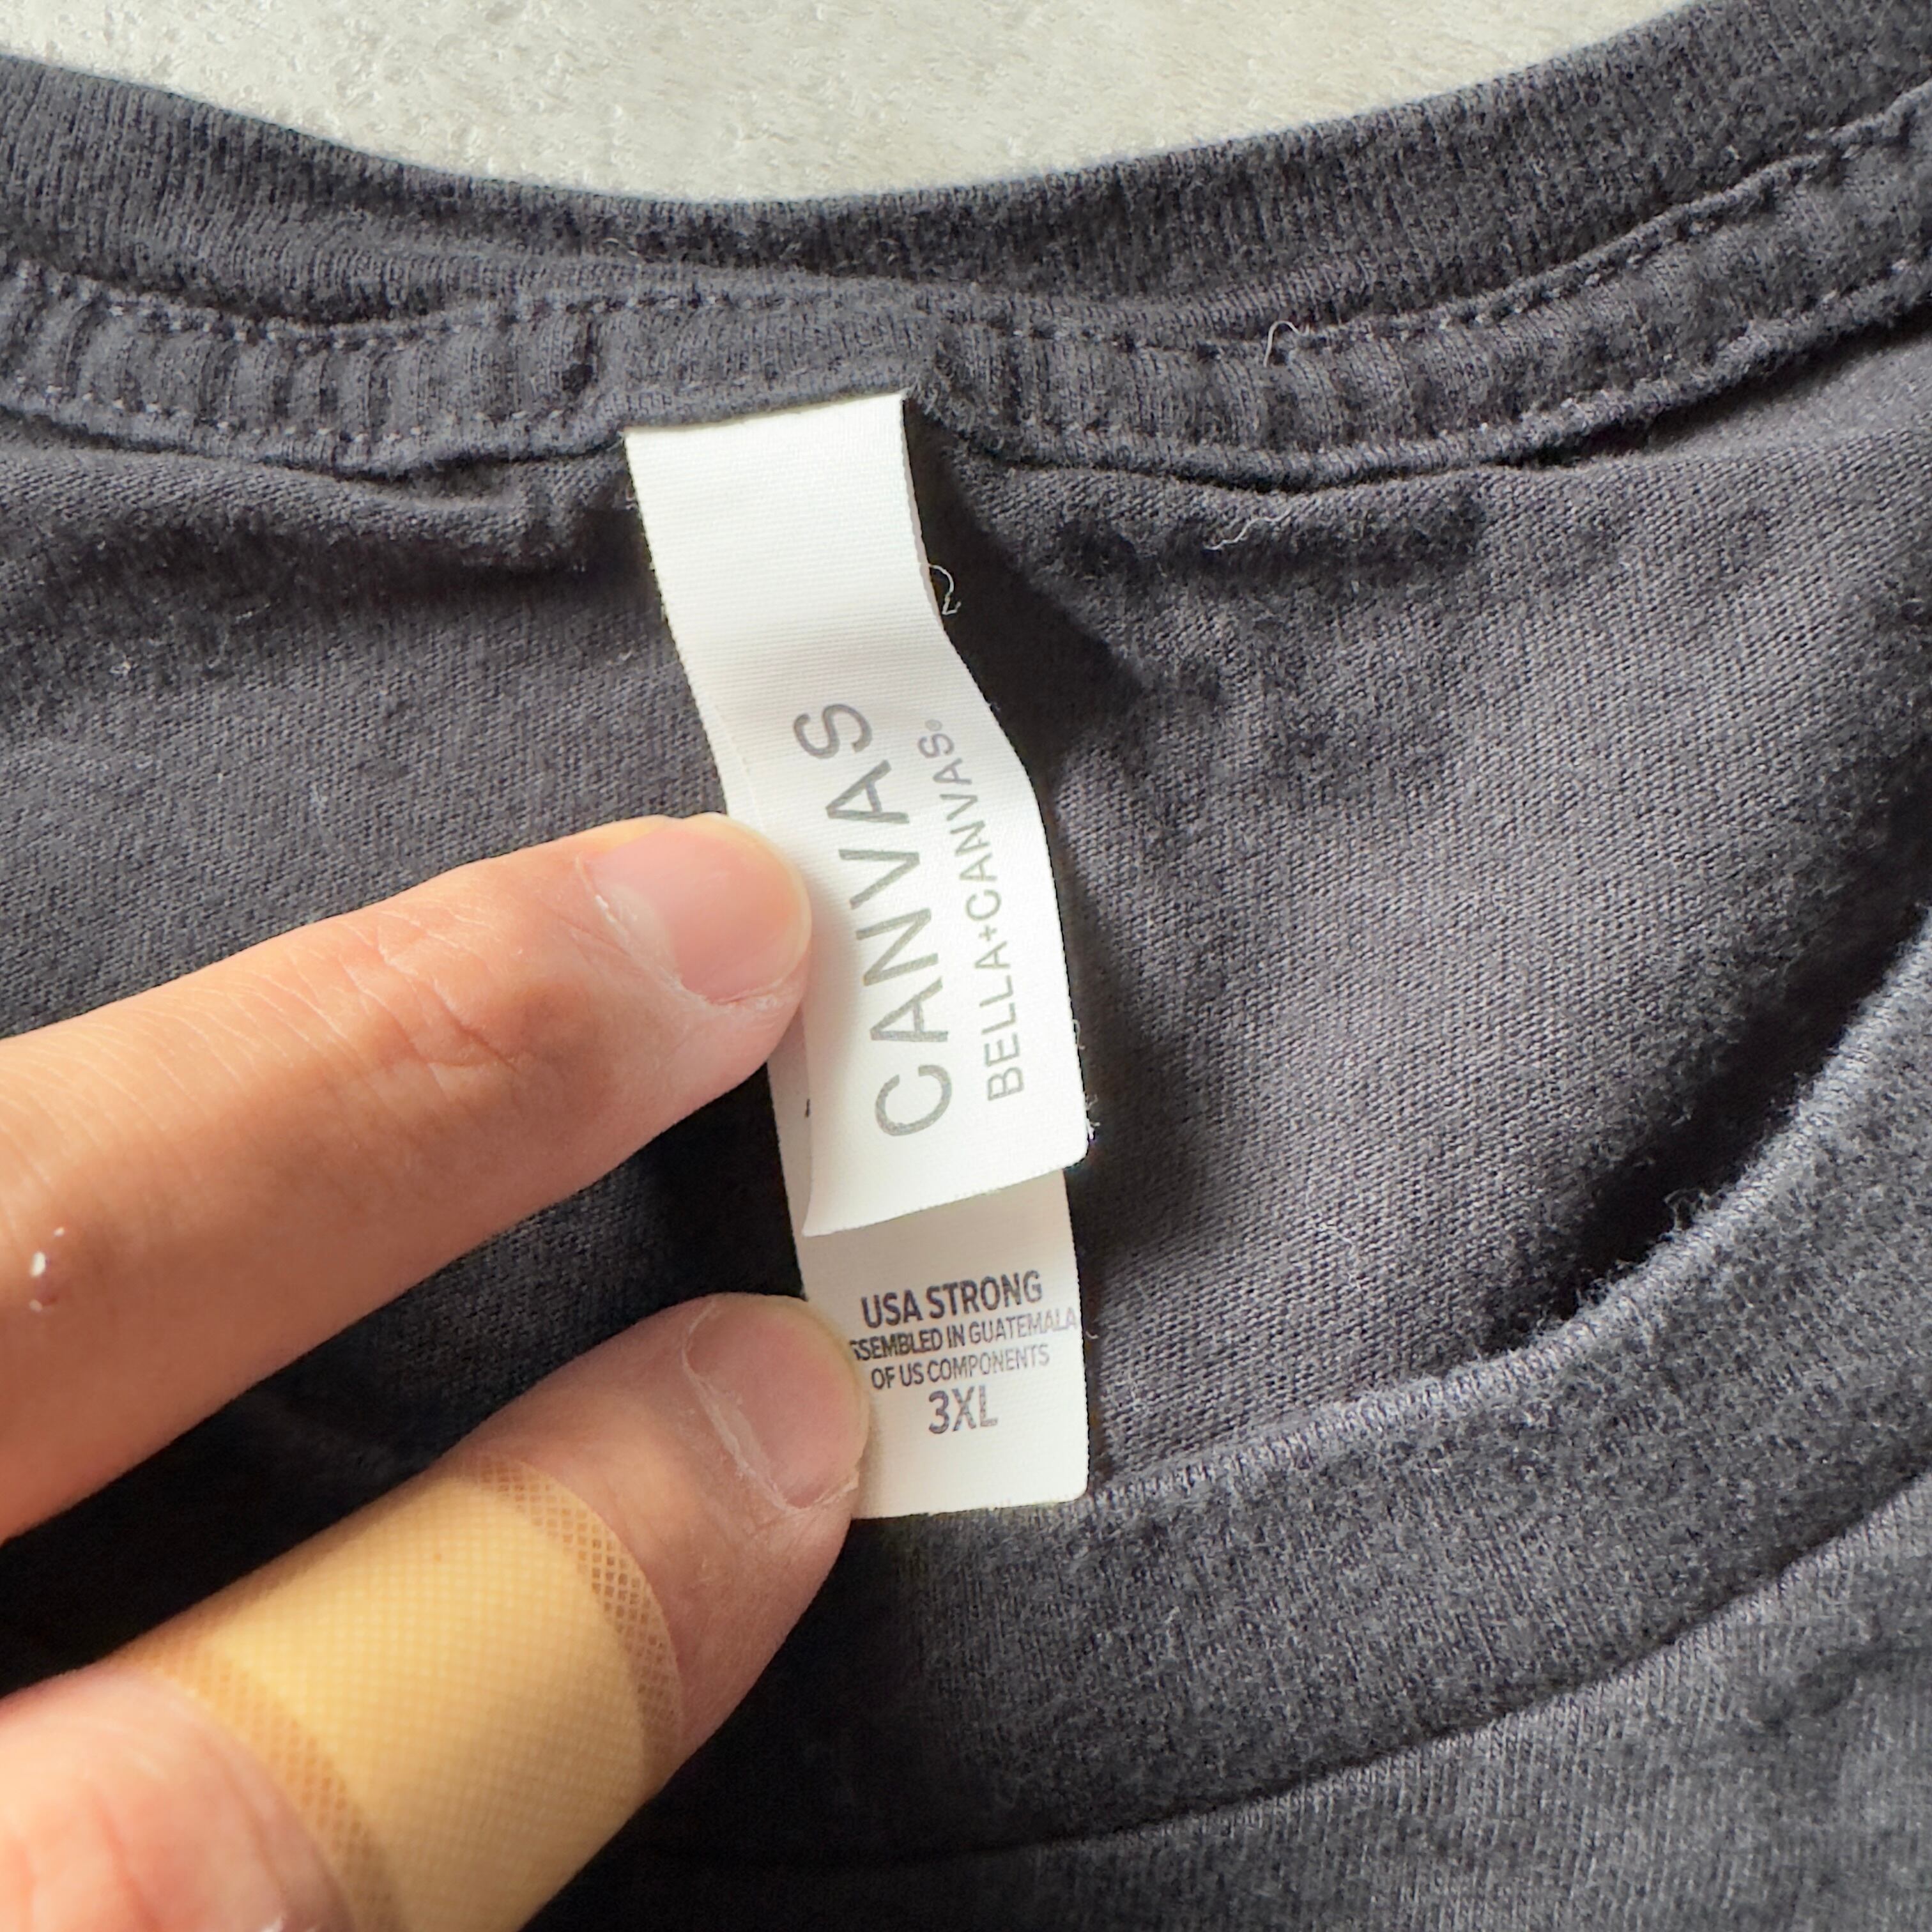 CANVAS
BELLA+CANVAS®
USA STRONG
SSEMBLED IN GUATEMALA
OF US COMPONENTS
3XL